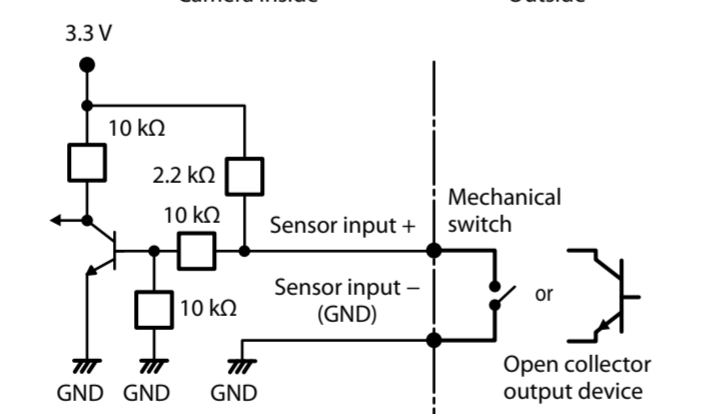 Camera inside
Outside
3.3 V
10 kΩ
2.2 kΩ
10 kΩ
Sensor input +
Mechanical
switch
Sensor input −
(GND)
or
10 kΩ
GND
GND
GND
Open collector
output device